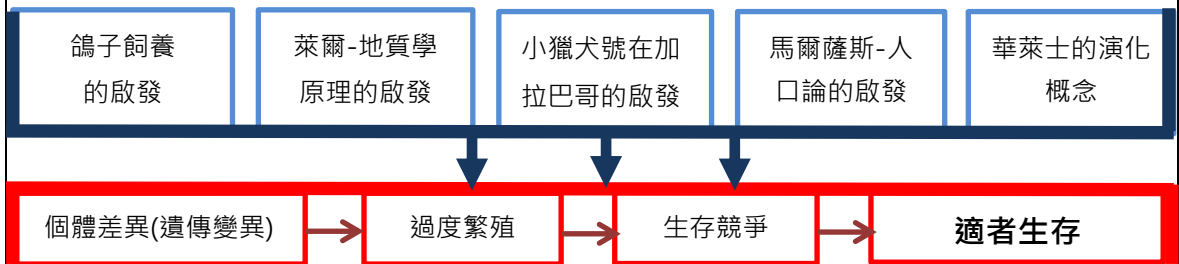 鴿子飼養
的啟發
萊爾-地質學
原理的啟發
小獵犬號在加
拉巴哥的啟發
馬爾薩斯-人
口論的啟發
華萊士的演化
概念
個體差異(遺傳變異)
過度繁殖
生存競爭
適者生存